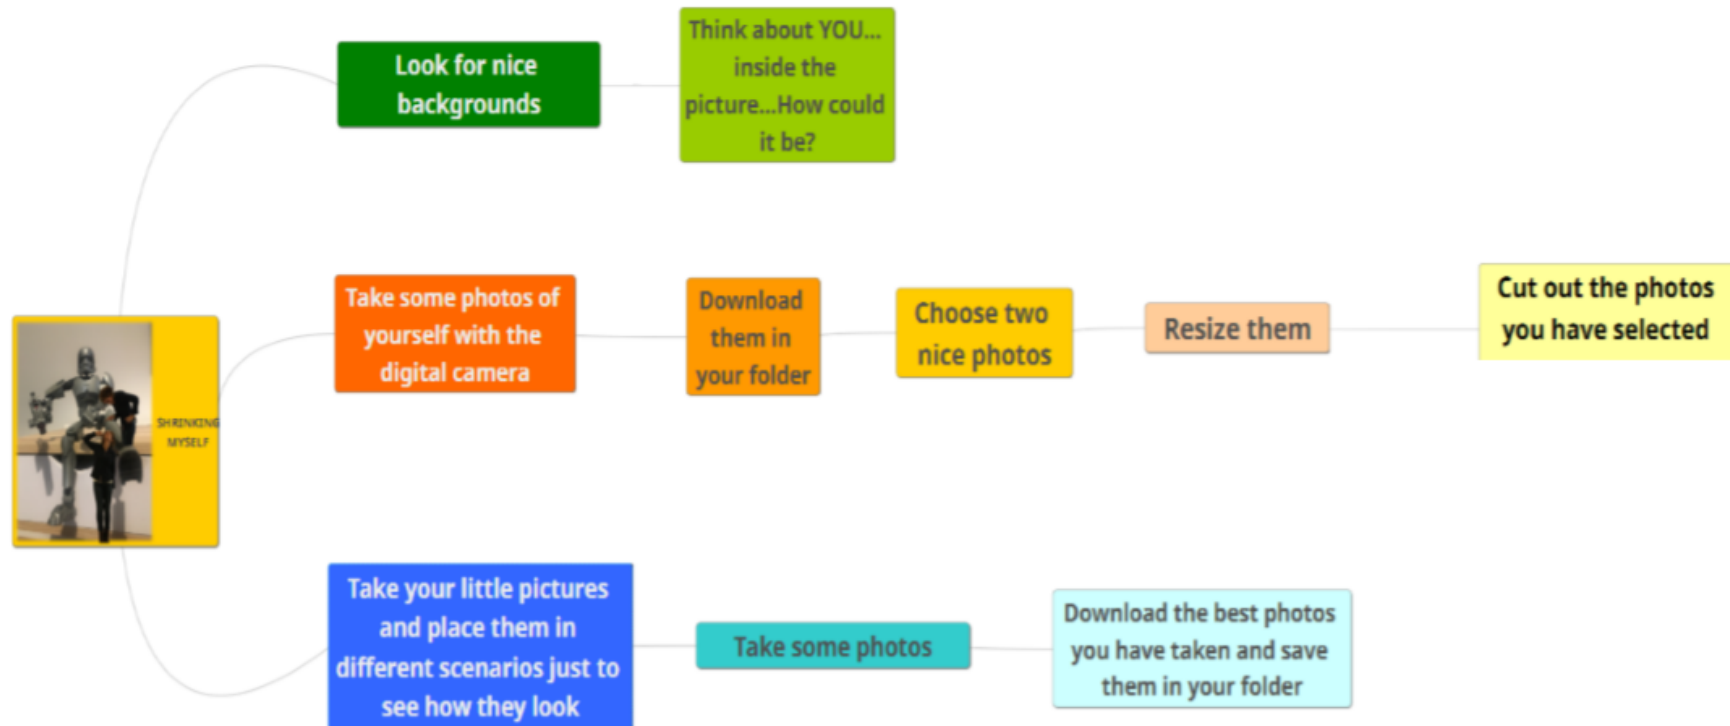 Look for nice
backgrounds
Think about YOU...
inside the
picture...How could
it be?
SHRINKING
MYSELF
Take some photos of
yourself with the
digital camera
Download
them in
your folder
Choose two
nice photos
Resize them
Cut out the photos
you have selected
Take your little pictures
and place them in
different scenarios just to
see how they look
Take some photos
Download the best photos
you have taken and save
them in your folder